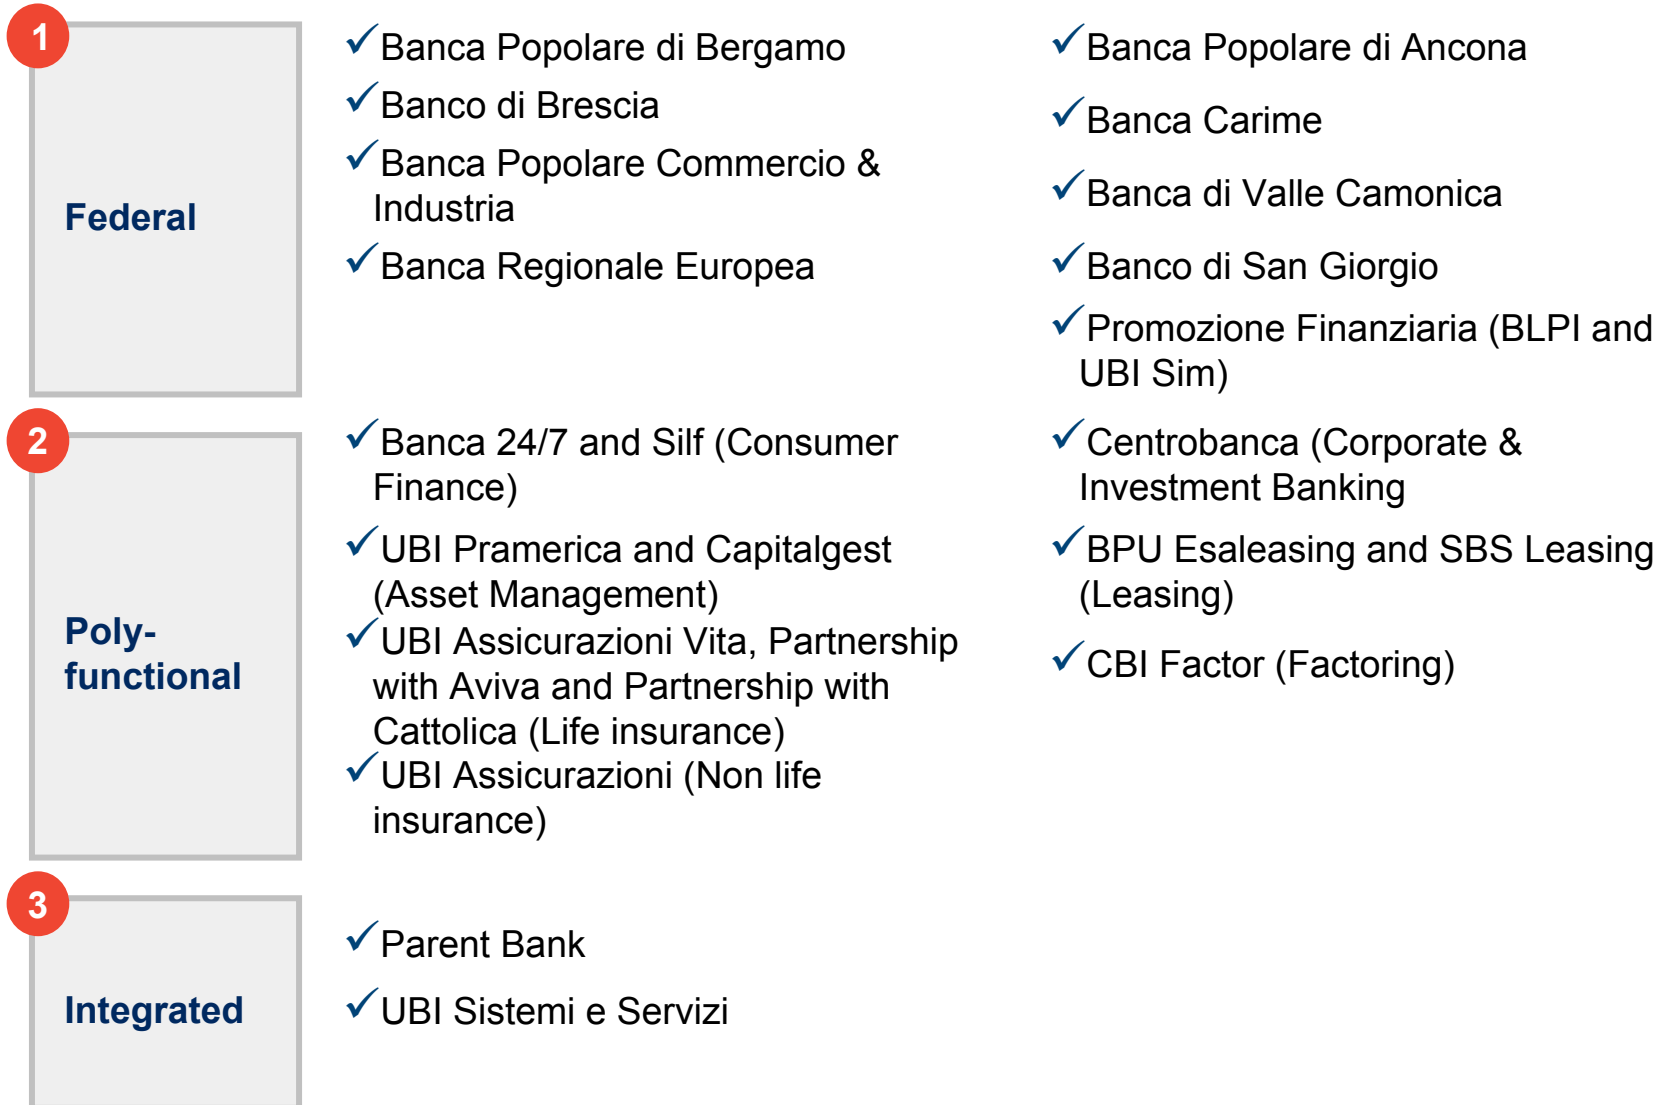 1
Federal
✓Banca Popolare di Bergamo
✓Banco di Brescia
✓Banca Popolare Commercio &
Industria
✓Banca Regionale Europea
✓Banca Popolare di Ancona
✓Banca Carime
✓Banca di Valle Camonica
✓Banco di San Giorgio
✓Promozione Finanziaria (BLPI and
UBI Sim)
2
Poly-
functional
✓Banca 24/7 and Silf (Consumer
Finance)
✓UBI Pramerica and Capitalgest
(Asset Management)
✓UBI Assicurazioni Vita, Partnership
with Aviva and Partnership with
Cattolica (Life insurance)
✓UBI Assicurazioni (Non life
insurance)
✓Centrobanca (Corporate &
Investment Banking
✓BPU Esaleasing and SBS Leasing
(Leasing)
✓CBI Factor (Factoring)
3
Integrated
✓Parent Bank
✓UBI Sistemi e Servizi